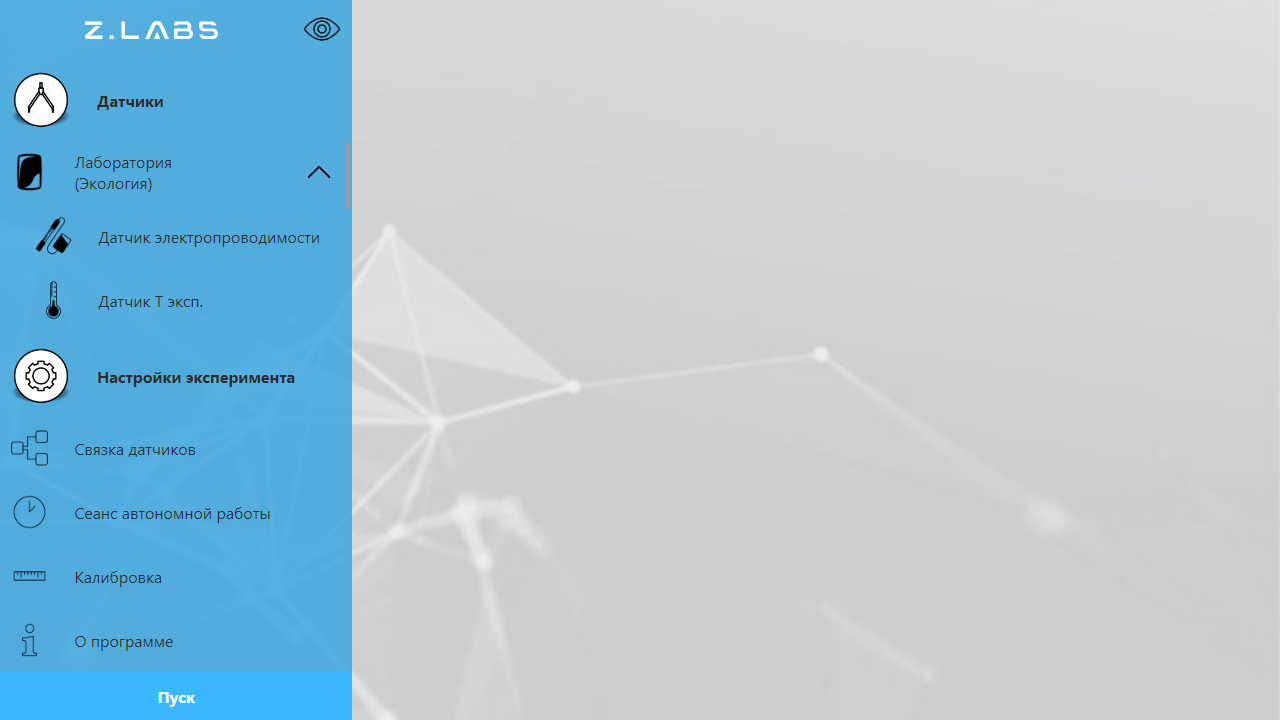 Z.LABS
Датчики
Лаборатория
(Экология)
Датчик электропроводимости
Датчик Т эксп.
Настройки эксперимента
Связка датчиков
Сеанс автономной работы
Калибровка
О программе
Пуск